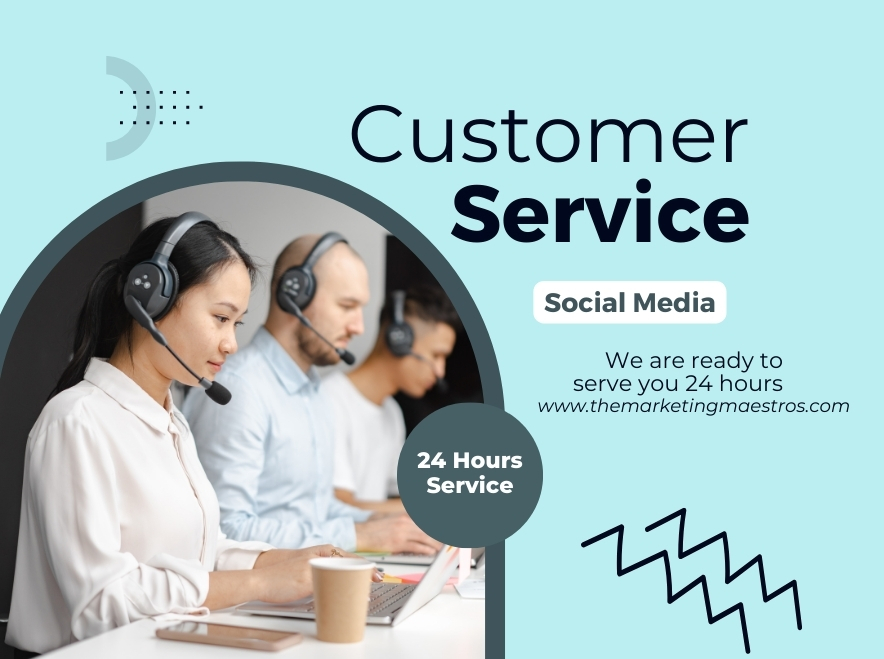 Customer
Service
Social Media
We are ready to
serve you 24 hours
www.themarketingmaestros.com
24 Hours
Service